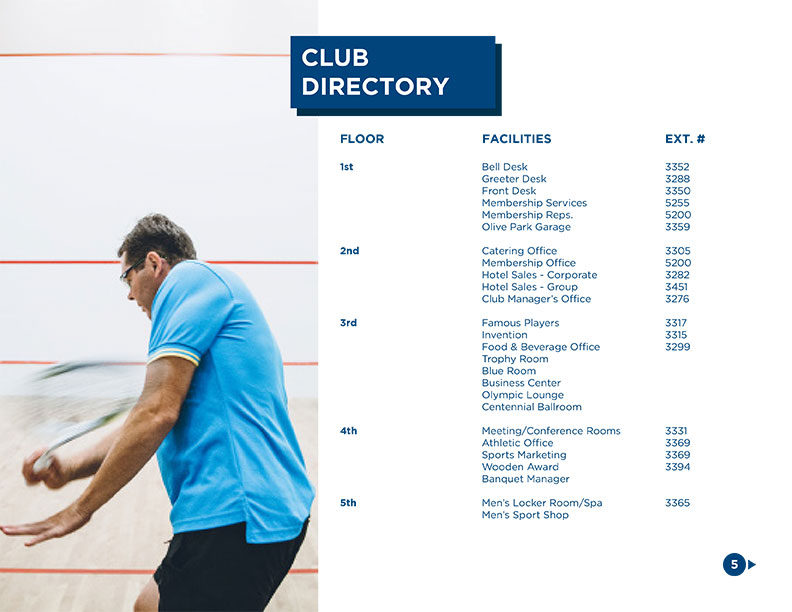 CLUB
DIRECTORY
FLOOR FACILITIES EXT. #
1st Bell Desk 3352
Greeter Desk 3288
Front Desk 3350
Membership Services 5255
Membership Reps. 5200
Olive Park Garage 3359
2nd Catering Office 3305
Membership Office 5200
Hotel Sales - Corporate 3282
Hotel Sales - Group 3451
Club Manager's Office 3276
3rd Famous Players 3317
Invention 3315
Food & Beverage Office 3299
Trophy Room
Blue Room
Business Center
Olympic Lounge
Centennial Ballroom
4th Meeting/Conference Rooms 3331
Athletic Office 3369
Sports Marketing 3369
Wooden Award 3394
Banquet Manager
5th Men's Locker Room/Spa 3365
Men's Sport Shop
5